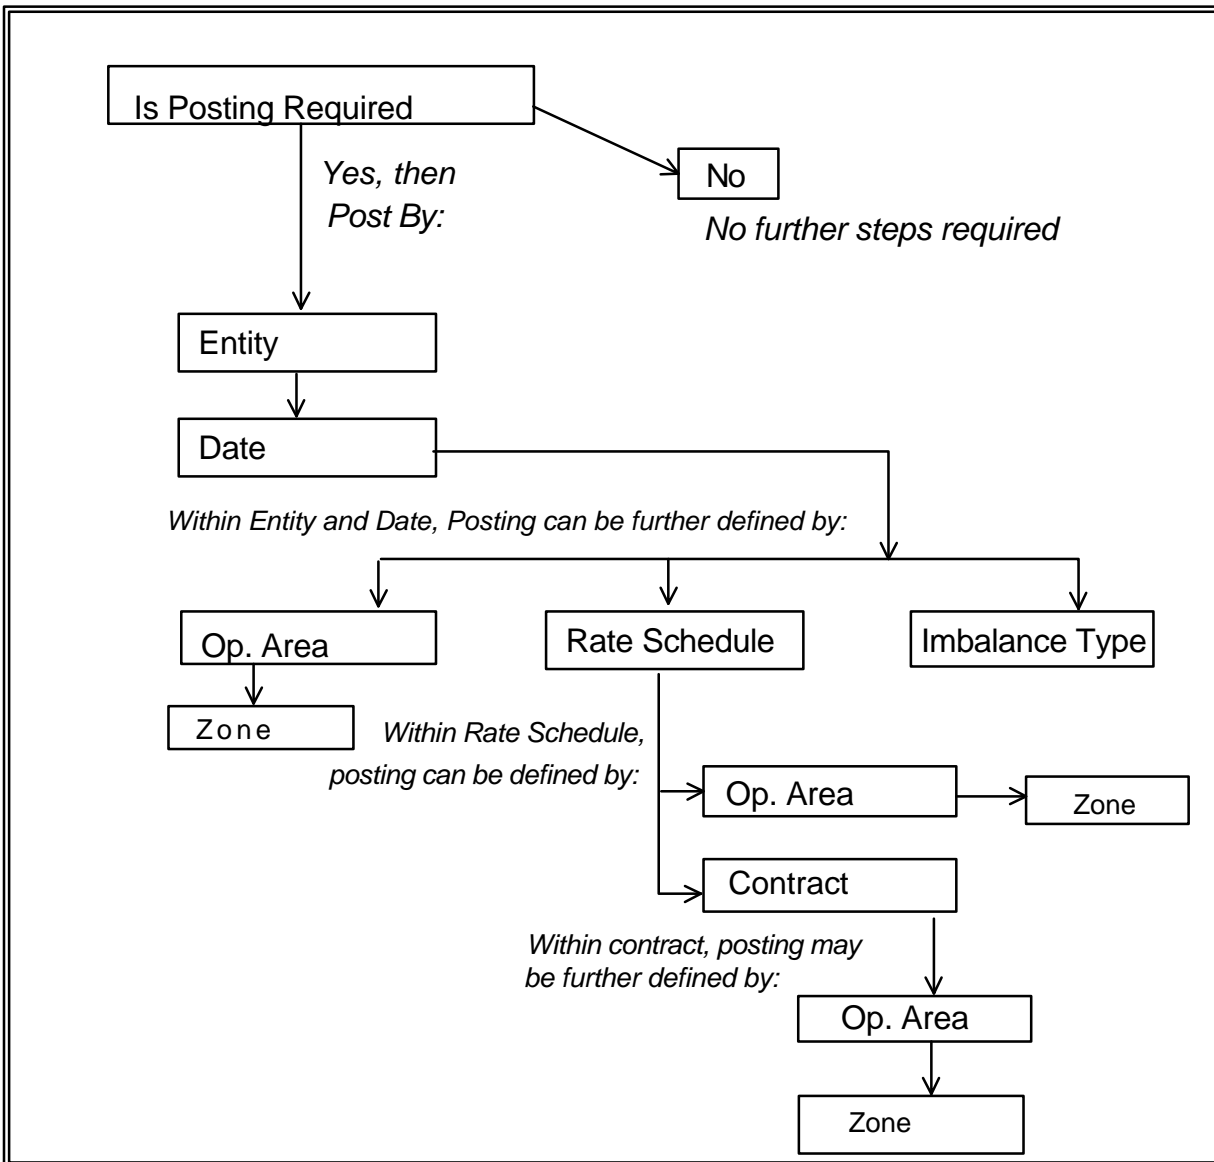 Is Posting Required
Yes, then
Post By:
No
No further steps required
Entity
Date
Within Entity and Date, Posting can be further defined by:
Op. Area
Rate Schedule
Imbalance Type
Zone
Within Rate Schedule,
posting can be defined by:
Op. Area
Zone
Contract
Within contract, posting may
be further defined by:
Op. Area
Zone